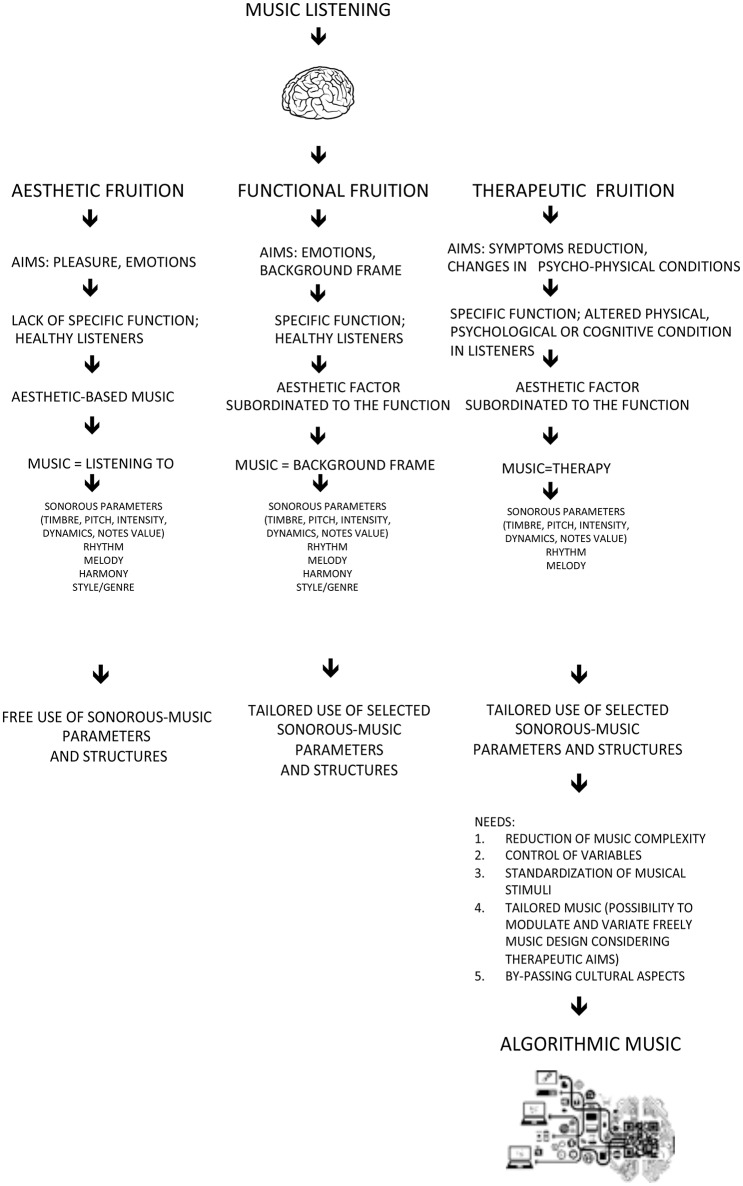 MUSIC LISTENING
AESTHETIC FRUITION
FUNCTIONAL FRUITION
THERAPEUTIC FRUITION
AIMS: PLEASURE, EMOTIONS
AIMS: EMOTIONS,
BACKGROUND FRAME
AIMS: SYMPTOMS REDUCTION,
CHANGES IN PSYCHO-PHYSICAL CONDITIONS
LACK OF SPECIFIC FUNCTION;
HEALTHY LISTENERS
SPECIFIC FUNCTION;
HEALTHY LISTENERS
SPECIFIC FUNCTION; ALTERED PHYSICAL,
PSYCHOLOGICAL OR COGNITIVE CONDITION
IN LISTENERS
AESTHETIC-BASED MUSIC
AESTHETIC FACTOR
SUBORDINATED TO THE FUNCTION
AESTHETIC FACTOR
SUBORDINATED TO THE FUNCTION
MUSIC = LISTENING TO
MUSIC = BACKGROUND FRAME
MUSIC=THERAPY
SONOROUS PARAMETERS
(TIMBRE, PITCH, INTENSITY,
DYNAMICS, NOTES VALUE)
RHYTHM
MELODY
HARMONY
STYLE/GENRE
SONOROUS PARAMETERS
(TIMBRE, PITCH, INTENSITY,
DYNAMICS, NOTES VALUE)
RHYTHM
MELODY
HARMONY
STYLE/GENRE
SONOROUS PARAMETERS
(TIMBRE, PITCH, INTENSITY,
DYNAMICS, NOTES VALUE)
RHYTHM
MELODY
FREE USE OF SONOROUS-MUSIC
PARAMETERS
AND STRUCTURES
TAILORED USE OF SELECTED
SONOROUS-MUSIC
PARAMETERS
AND STRUCTURES
TAILORED USE OF SELECTED
SONOROUS-MUSIC
PARAMETERS AND STRUCTURES
NEEDS:
1. REDUCTION OF MUSIC COMPLEXITY
2. CONTROL OF VARIABLES
3. STANDARDIZATION OF MUSICAL
STIMULI
4. TAILORED MUSIC (POSSIBILITY TO
MODULATE AND VARIATE FREELY
MUSIC DESIGN CONSIDERING
THERAPEUTIC AIMS)
5. BY-PASSING CULTURAL ASPECTS
ALGORITHMIC MUSIC